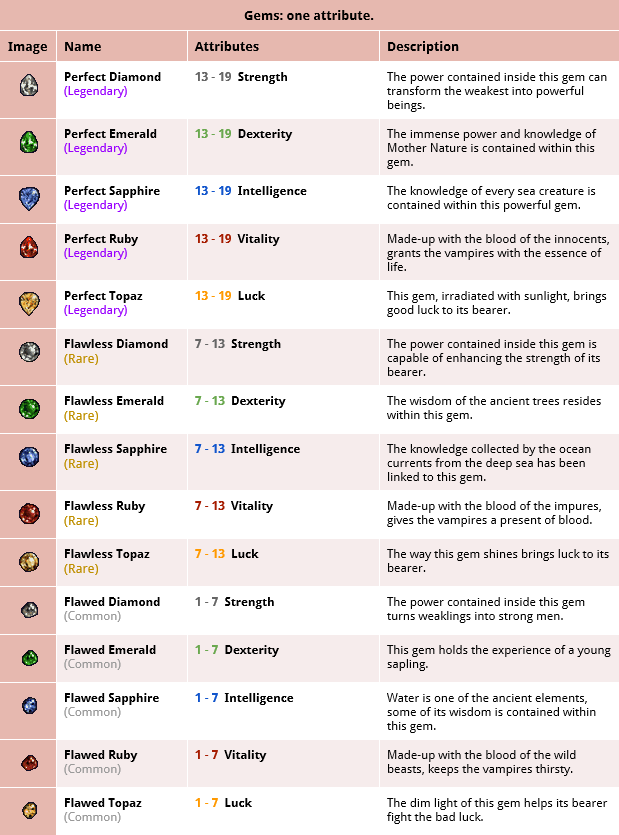 Gems: one attribute.
Image Name Attributes Description
Perfect Diamond 13 - 19 Strength The power contained inside this gem can
(Legendary) transform the weakest into powerful
beings.
Perfect Emerald 13 - 19 Dexterity The immense power and knowledge of
(Legendary) Mother Nature is contained within this
gem.
Perfect Sapphire 13 - 19 Intelligence The knowledge of every sea creature is
(Legendary) contained within this powerful gem.
Perfect Ruby 13 - 19 Vitality Made-up with the blood of the innocents,
(Legendary) grants the vampires with the essence of
life.
Perfect Topaz 13 - 19 Luck This gem, irradiated with sunlight, brings
(Legendary) good luck to its bearer.
Flawless Diamond 7 - 13 Strength The power contained inside this gem is
(Rare) capable of enhancing the strength of its
bearer.
Flawless Emerald 7 - 13 Dexterity The wisdom of the ancient trees resides
(Rare) within this gem.
Flawless Sapphire 7 - 13 Intelligence The knowledge collected by the ocean
(Rare) currents from the deep sea has been
linked to this gem.
Flawless Ruby 7 - 13 Vitality Made-up with the blood of the impures,
(Rare) gives the vampires a present of blood.
Flawless Topaz 7 - 13 Luck The way this gem shines brings luck to its
(Rare) bearer.
Flawed Diamond 1 - 7 Strength The power contained inside this gem
(Common) turns weaklings into strong men.
Flawed Emerald 1 - 7 Dexterity This gem holds the experience of a young
(Common) sapling.
Flawed Sapphire 1 - 7 Intelligence Water is one of the ancient elements,
(Common) some of its wisdom is contained within
this gem.
Flawed Ruby 1 - 7 Vitality Made-up with the blood of the wild
(Common) beasts, keeps the vampires thirsty.
Flawed Topaz 1 - 7 Luck The dim light of this gem helps its bearer
(Common) fight the bad luck.